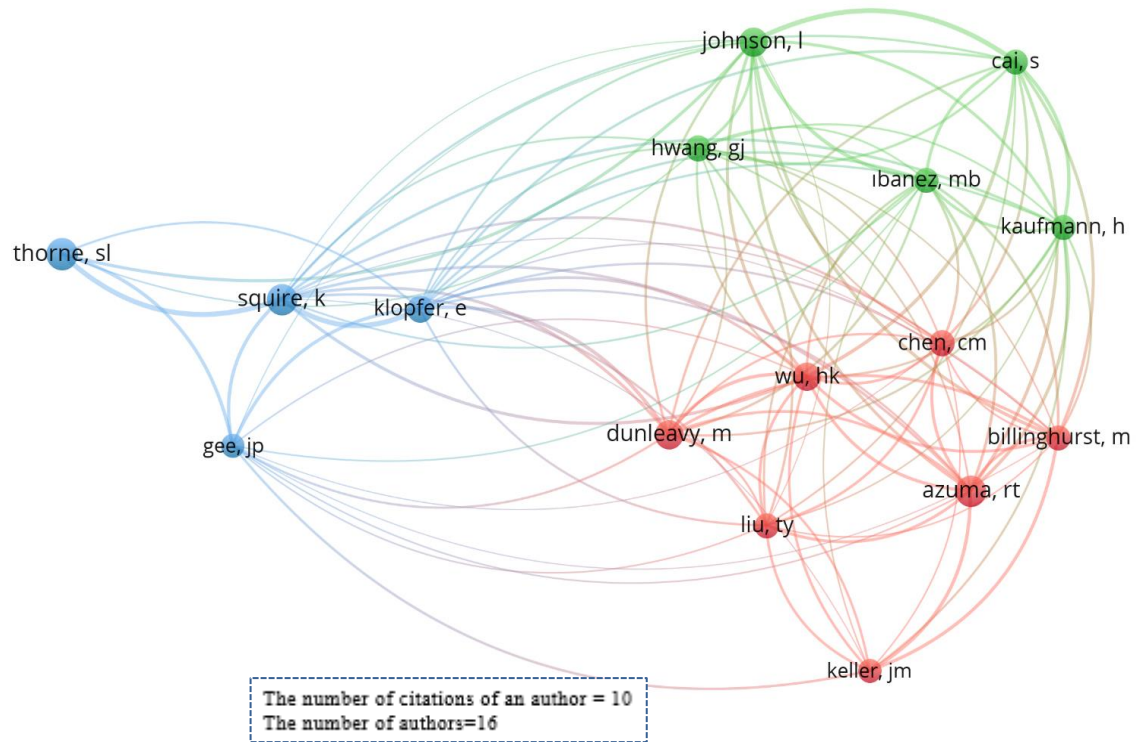 johnson, l
cai, s
hwang, gj
ıbanez, mb
kaufmann, h
thorne, sl
squire, k
klopfer, e
chen, cm
wu, hk
dunleavy, m
billinghurst, m
gee, jp
azuma, rt
liu, ty
keller, jm
The number of citations of an author = 10
The number of authors=16